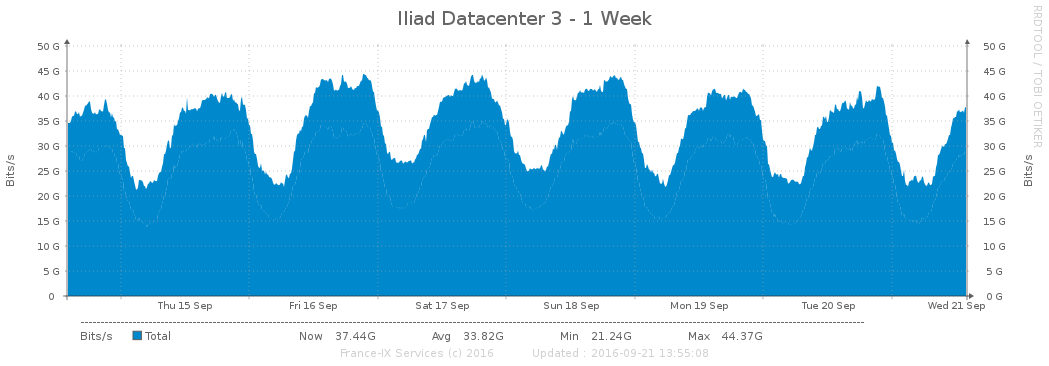 Iliad Datacenter 3 - 1 Week
RRDTOOL / TOBI OETIKER
Bits/s
50 G
45 G
40 G
35 G
30 G
25 G
20 G
15 G
10 G
5 G
0
50 G
45 G
40 G
35 G
30 G
25 G
20 G
15 G
10 G
5 G
0 G
Bits/s
Thu 15 Sep Fri 16 Sep Sat 17 Sep Sun 18 Sep Mon 19 Sep Tue 20 Sep Wed 21 Sep
Bits/s Total Now 37.44G Avg 33.82G Min 21.24G Max 44.37G
France-IX Services (c) 2016 Updated : 2016-09-21 13:55:08